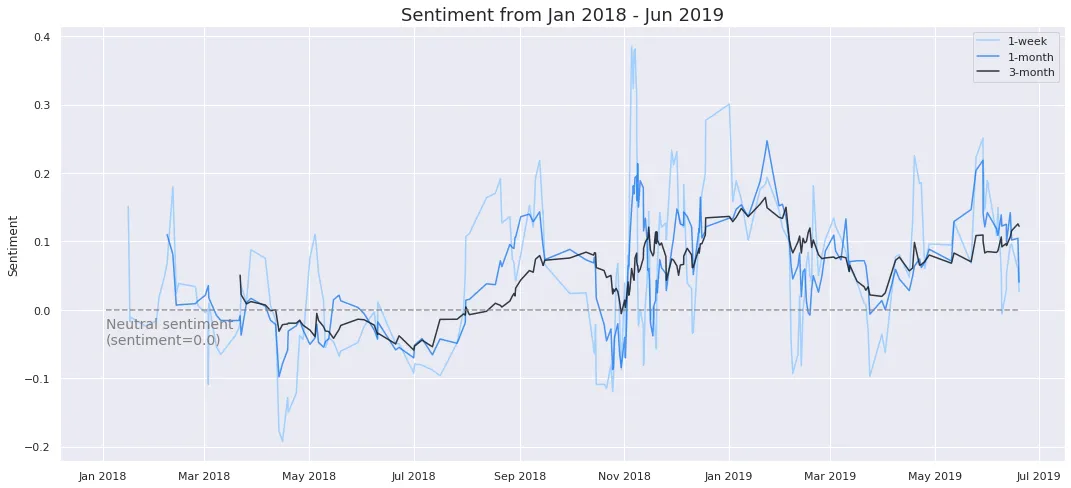 Sentiment from Jan 2018 - Jun 2019
1-week
1-month
3-month
Sentiment
0.4
0.3
0.2
0.1
0.0
−0.1
−0.2
Neutral sentiment
(sentiment=0.0)
Jan 2018
Mar 2018
May 2018
Jul 2018
Sep 2018
Nov 2018
Jan 2019
Mar 2019
May 2019
Jul 2019